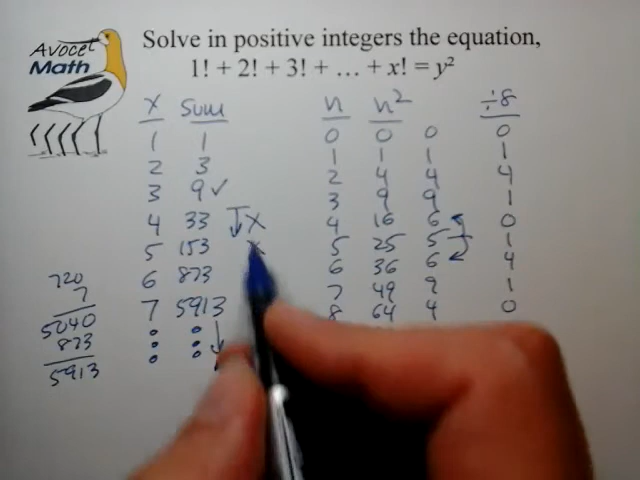 Avocet
Math
Solve in positive integers the equation,
1! + 2! + 3! + … + x! = y²
x Sum n n² ÷8
1 1 0 0 0 0
2 3 1 1 1 1
3 9 ✓ 2 4 4 4
4 33 ↓ X 3 9 9 1
5 153 X 4 16 6 0
6 873 5 25 5 1
7 5913 6 36 6 4
7 49 9 1
8 64 4 0
720
7
5040
873
5913